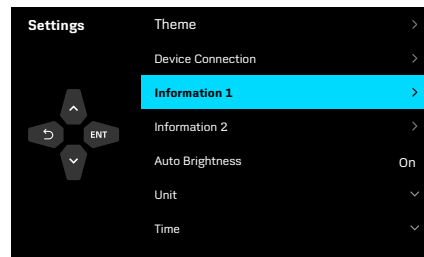 Settings
Theme
Device Connection
Information 1
Information 2
Auto Brightness On
Unit
Time
ENT